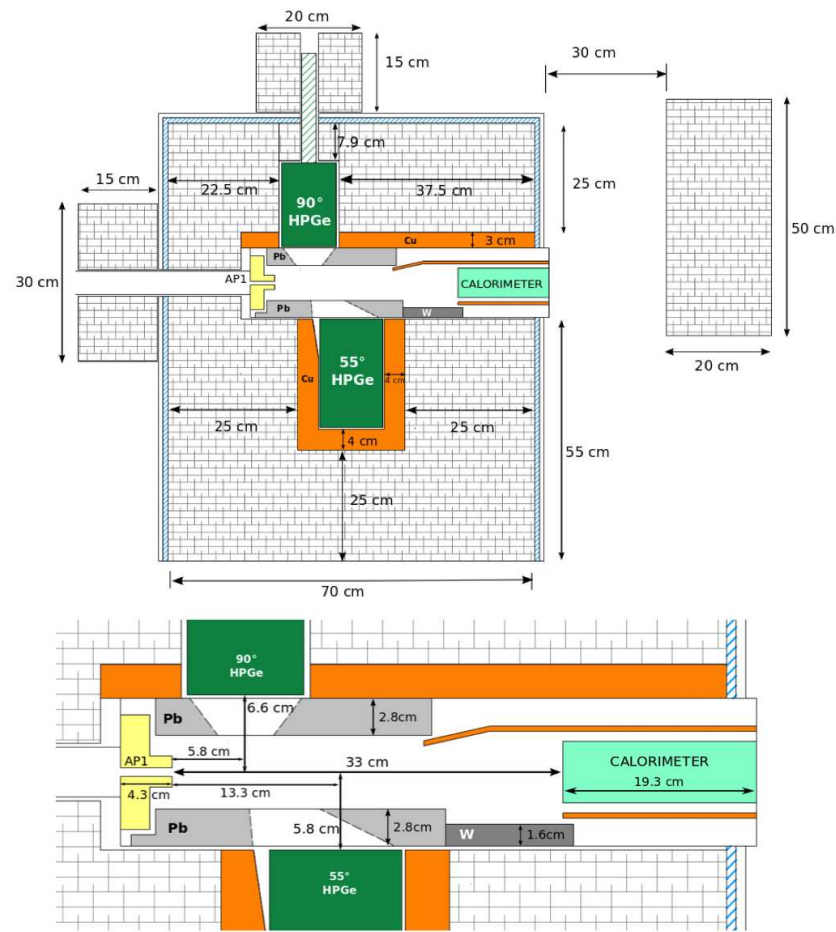 20 cm
30 cm
15 cm
7.9 cm
15 cm
22.5 cm
37.5 cm
25 cm
90°
HPGe
Cu
3 cm
50 cm
30 cm
Pb
AP1
CALORIMETER
Pb
W
55°
HPGe
Cu
4 cm
20 cm
25 cm
25 cm
4 cm
55 cm
25 cm
70 cm
90°
HPGe
6.6 cm
Pb
2.8cm
5.8 cm
AP1
33 cm
CALORIMETER
19.3 cm
4.3 cm
13.3 cm
Pb
5.8 cm
2.8cm
W
1.6cm
55°
HPGe